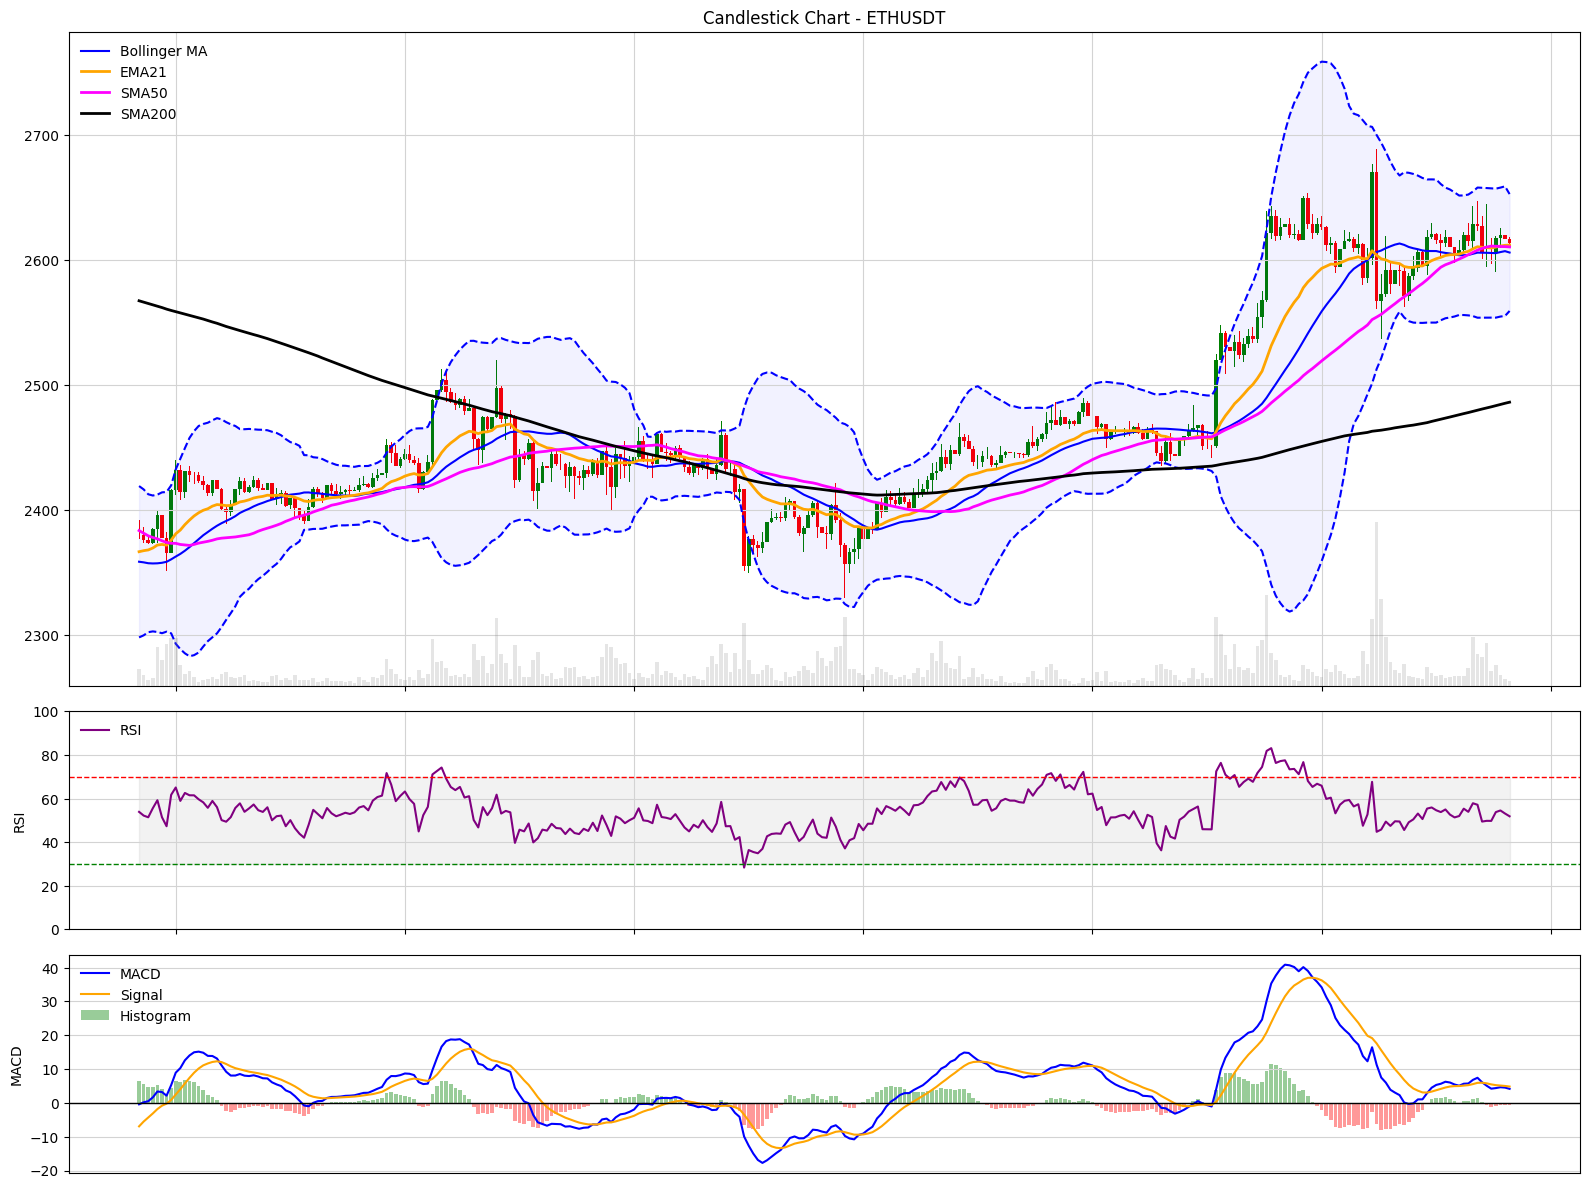 Candlestick Chart - ETHUSDT
Bollinger MA
EMA21
SMA50
SMA200
2700
2600
2500
2400
2300
100
80
60
40
20
0
RSI
RSI
40
30
20
10
0
−10
−20
MACD
MACD
Signal
Histogram